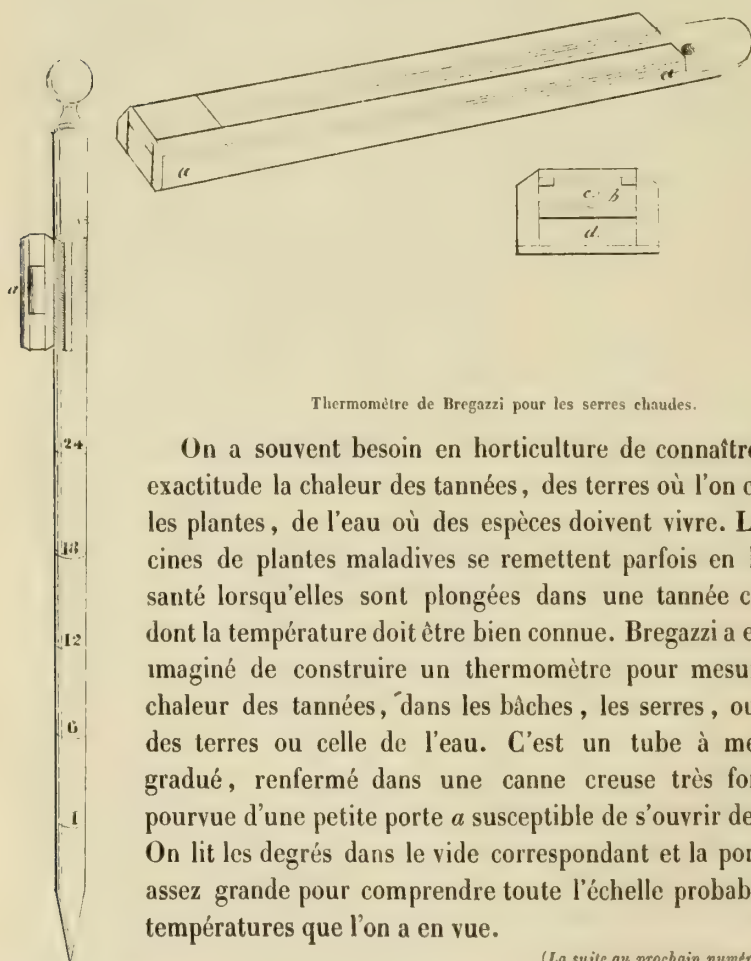 a
a
c. b
d.
a
24
18
12
6
1
Thermomètre de Bregazzi pour les serres chaudes.
On a souvent besoin en horticulture de connaître
exactitude la chaleur des tannées, des terres où l'on c
les plantes, de l'eau où des espèces doivent vivre. L
cines de plantes maladives se remettent parfois en
santé lorsqu'elles sont plongées dans une tannée c
dont la température doit être bien connue. Bregazzi a e
imaginé de construire un thermomètre pour mesu
chaleur des tannées, dans les bâches, les serres, ou
des terres ou celle de l'eau. C'est un tube à me
gradué, renfermé dans une canne creuse très for
pourvue d'une petite porte a susceptible de s'ouvrir de
On lit les degrés dans le vide correspondant et la por
assez grande pour comprendre toute l'échelle probab
températures que l'on a en vue.
(La suite au prochain numér